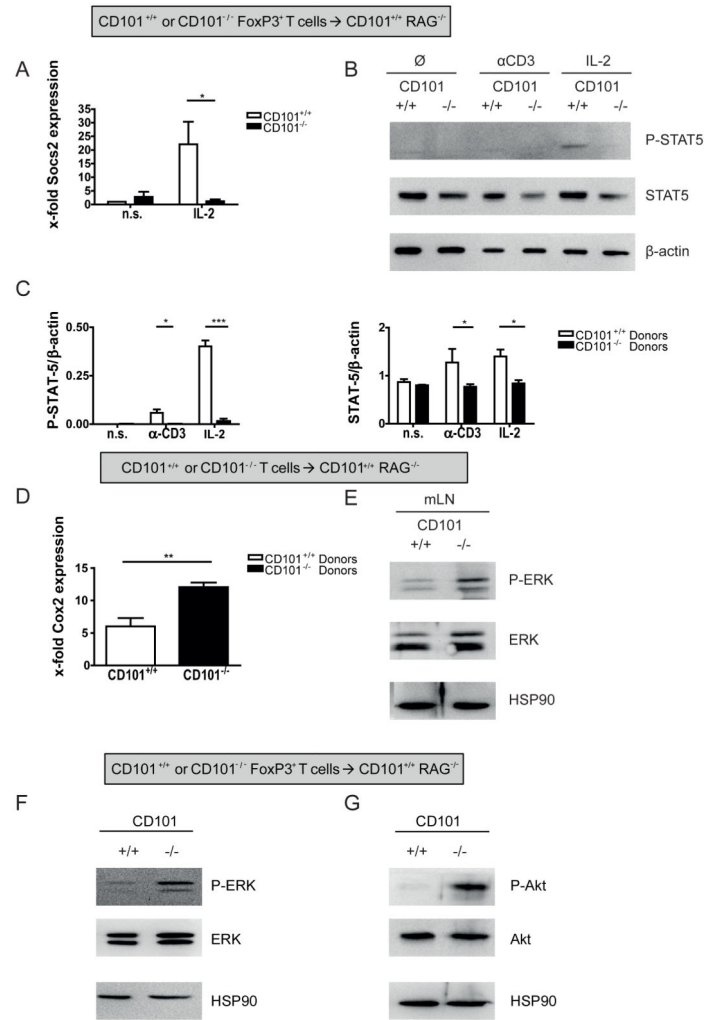 CD101⁺/⁺ or CD101⁻/⁻ FoxP3⁺ T cells → CD101⁺/⁺ RAG⁻/⁻
A
x-fold Socs2 expression
35
30
25
20
15
10
5
0
*
n.s.
IL-2
CD101⁺/⁺
CD101⁻/⁻
B
Ø αCD3 IL-2
CD101 CD101 CD101
+/+ -/- +/+ -/- +/+ -/-
P-STAT5
STAT5
β-actin
C
P-STAT-5/β-actin
0.50
0.25
0.00
* ***
n.s. α-CD3 IL-2
STAT-5/β-actin
2
1
0
* *
n.s. α-CD3 IL-2
CD101⁺/⁺ Donors
CD101⁻/⁻ Donors
CD101⁺/⁺ or CD101⁻/⁻ T cells → CD101⁺/⁺ RAG⁻/⁻
D
x-fold Cox2 expression
15
10
5
0
**
CD101⁺/⁺ CD101⁻/⁻
CD101⁺/⁺ Donors
CD101⁻/⁻ Donors
E
mLN
CD101
+/+ -/-
P-ERK
ERK
HSP90
CD101⁺/⁺ or CD101⁻/⁻ FoxP3⁺ T cells → CD101⁺/⁺ RAG⁻/⁻
F
CD101
+/+ -/-
P-ERK
ERK
HSP90
G
CD101
+/+ -/-
P-Akt
Akt
HSP90